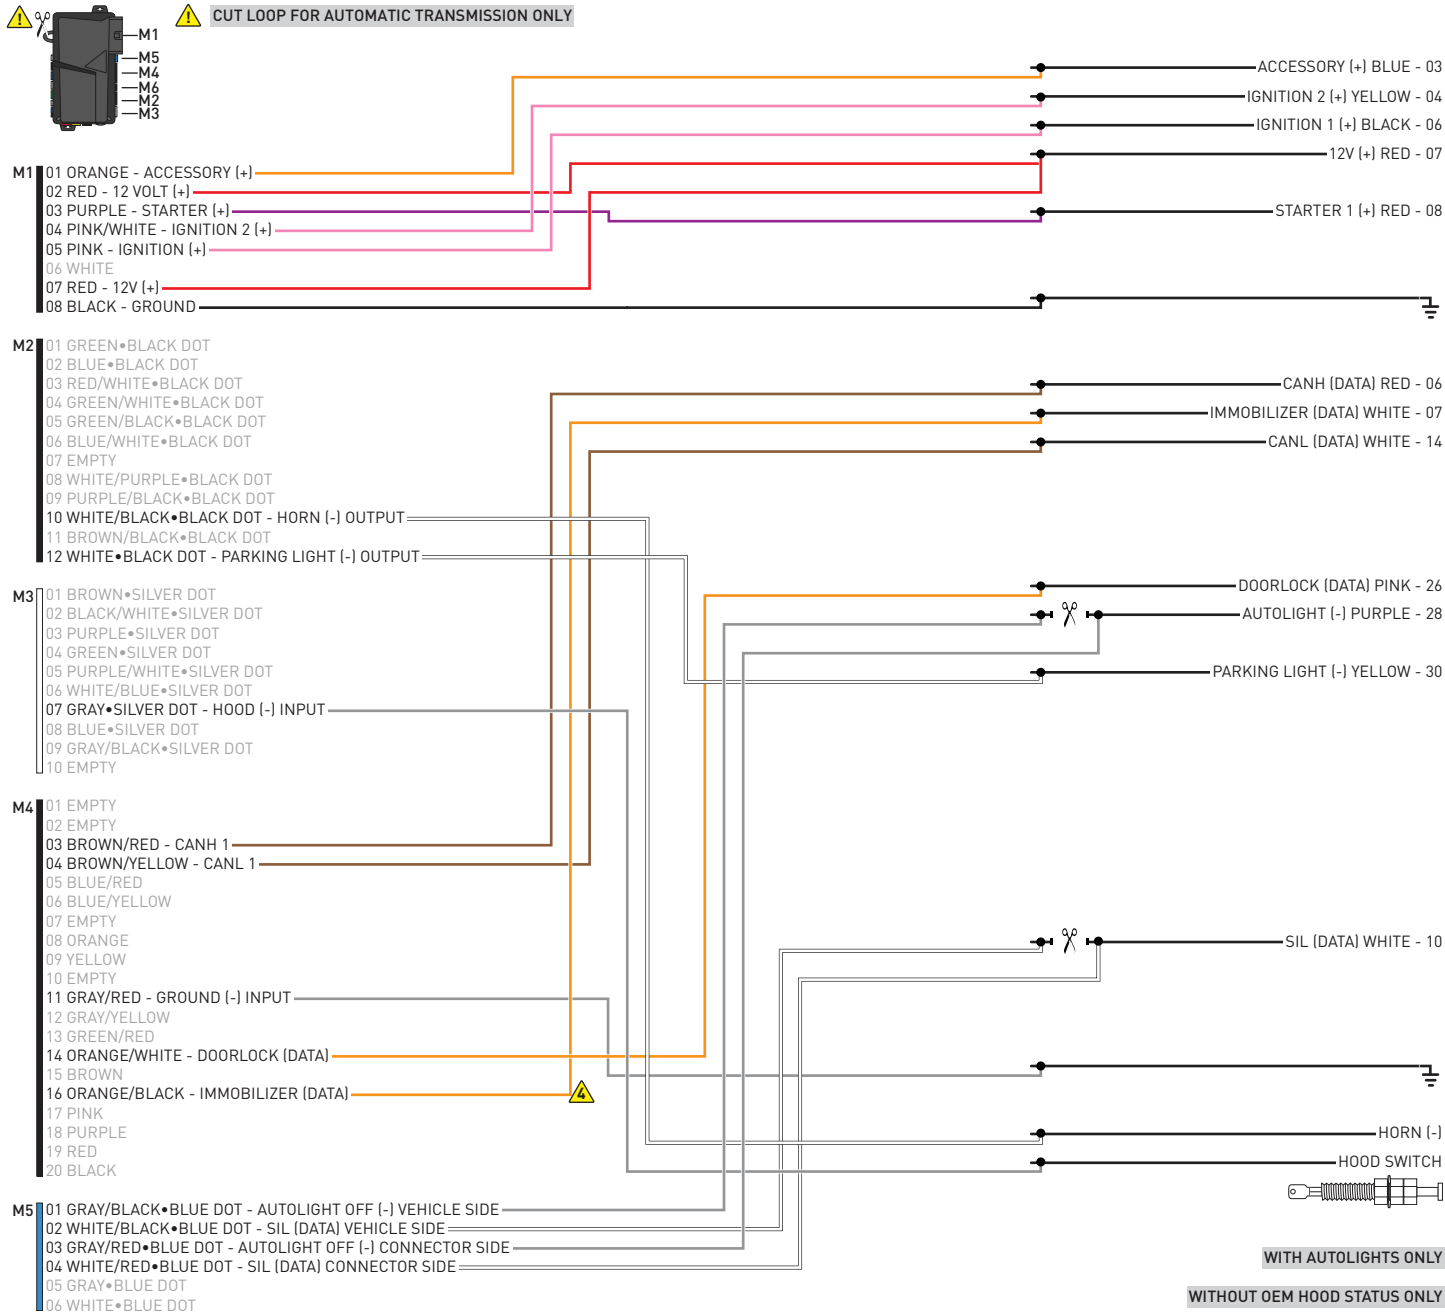 CUT LOOP FOR AUTOMATIC TRANSMISSION ONLY
M1
M5
M4
M6
M2
M3
ACCESSORY (+) BLUE - 03
IGNITION 2 (+) YELLOW - 04
IGNITION 1 (+) BLACK - 06
12V (+) RED - 07
STARTER 1 (+) RED - 08
M1
01 ORANGE - ACCESSORY (+)
02 RED - 12 VOLT (+)
03 PURPLE - STARTER (+)
04 PINK/WHITE - IGNITION 2 (+)
05 PINK - IGNITION (+)
06 WHITE
07 RED - 12V (+)
08 BLACK - GROUND
M2
01 GREEN•BLACK DOT
02 BLUE•BLACK DOT
03 RED/WHITE•BLACK DOT
04 GREEN/WHITE•BLACK DOT
05 GREEN/BLACK•BLACK DOT
06 BLUE/WHITE•BLACK DOT
07 EMPTY
08 WHITE/PURPLE•BLACK DOT
09 PURPLE/BLACK•BLACK DOT
10 WHITE/BLACK•BLACK DOT - HORN (-) OUTPUT
11 BROWN/BLACK•BLACK DOT
12 WHITE•BLACK DOT - PARKING LIGHT (-) OUTPUT
CANH (DATA) RED - 06
IMMOBILIZER (DATA) WHITE - 07
CANL (DATA) WHITE - 14
M3
01 BROWN•SILVER DOT
02 BLACK/WHITE•SILVER DOT
03 PURPLE•SILVER DOT
04 GREEN•SILVER DOT
05 PURPLE/WHITE•SILVER DOT
06 WHITE/BLUE•SILVER DOT
07 GRAY•SILVER DOT - HOOD (-) INPUT
08 BLUE•SILVER DOT
09 GRAY/BLACK•SILVER DOT
10 EMPTY
DOORLOCK (DATA) PINK - 26
AUTOLIGHT (-) PURPLE - 28
PARKING LIGHT (-) YELLOW - 30
M4
01 EMPTY
02 EMPTY
03 BROWN/RED - CANH 1
04 BROWN/YELLOW - CANL 1
05 BLUE/RED
06 BLUE/YELLOW
07 EMPTY
08 ORANGE
09 YELLOW
10 EMPTY
11 GRAY/RED - GROUND (-) INPUT
12 GRAY/YELLOW
13 GREEN/RED
14 ORANGE/WHITE - DOORLOCK (DATA)
15 BROWN
16 ORANGE/BLACK - IMMOBILIZER (DATA)
17 PINK
18 PURPLE
19 RED
20 BLACK
4
SIL (DATA) WHITE - 10
HORN (-)
HOOD SWITCH
M5
01 GRAY/BLACK•BLUE DOT - AUTOLIGHT OFF (-) VEHICLE SIDE
02 WHITE/BLACK•BLUE DOT - SIL (DATA) VEHICLE SIDE
03 GRAY/RED•BLUE DOT - AUTOLIGHT OFF (-) CONNECTOR SIDE
04 WHITE/RED•BLUE DOT - SIL (DATA) CONNECTOR SIDE
05 GRAY•BLUE DOT
06 WHITE•BLUE DOT
WITH AUTOLIGHTS ONLY
WITHOUT OEM HOOD STATUS ONLY